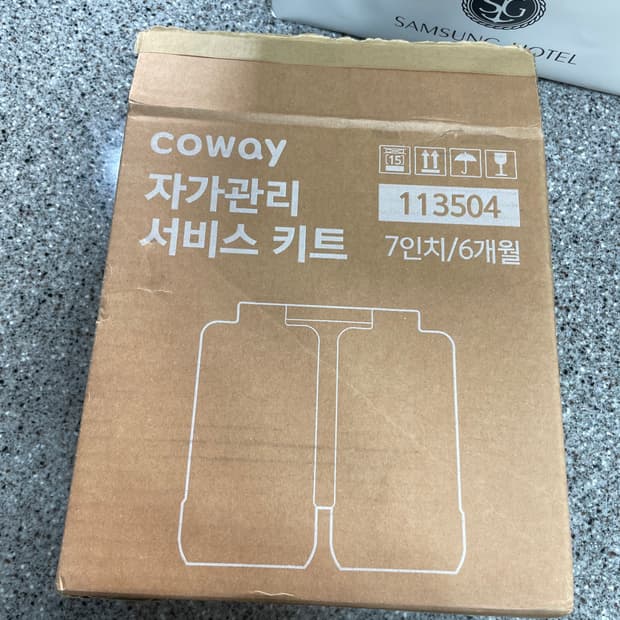 SG
SAMSUNG HOTEL
coway
15
자가관리
113504
서비스 키트
7인치/6개월